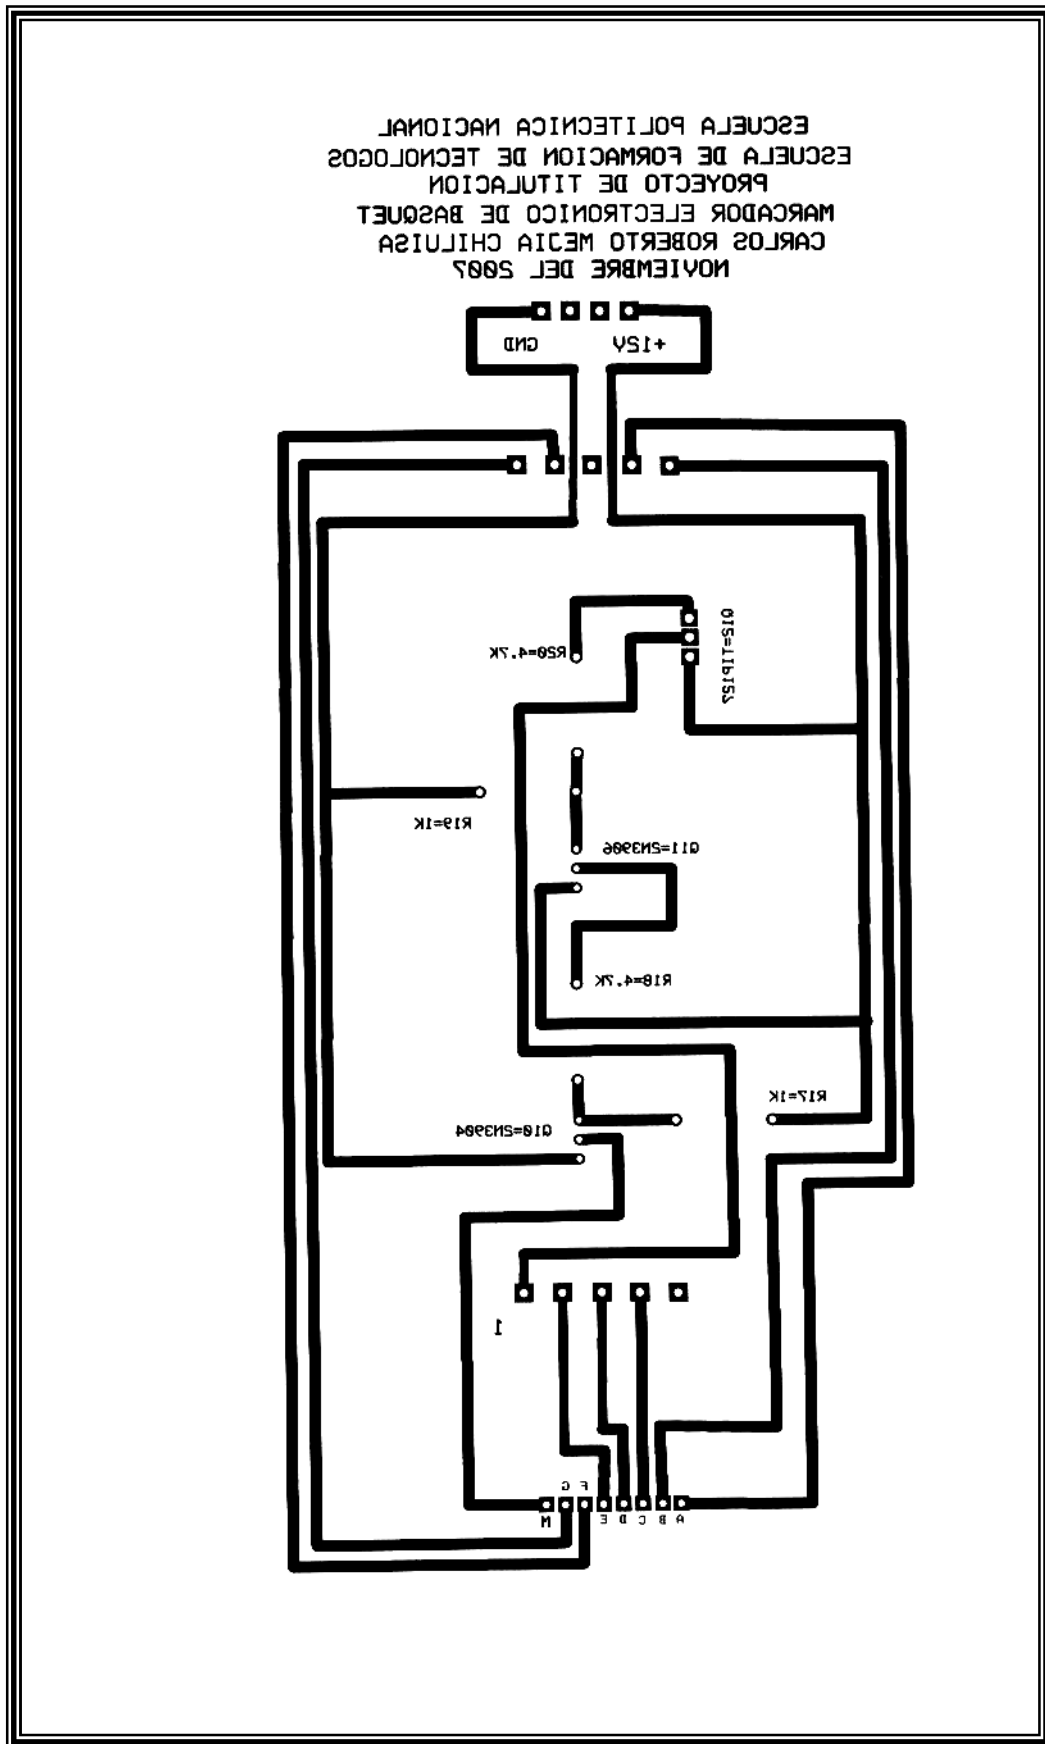 ESCUELA POLITECNICA NACIONAL
ESCUELA DE FORMACION DE TECNOLOGOS
PROYECTO DE TITULACION
MARCADOR ELECTRONICO DE BASQUET
CARLOS ROBERTO MEJIA CHILUISA
NOVIEMBRE DEL 2007
GND
+12V
R20=4.7K
Q12=TIP127
R19=1K
Q11=2N3906
R18=4.7K
R17=1K
Q10=2N3904
1
G F
M E D C B A